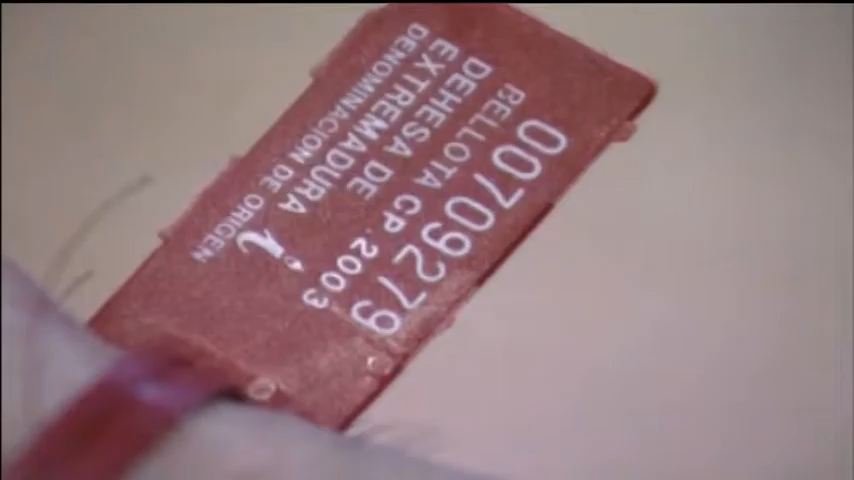 00709279
BELLOTA CP 2003
DEHESA DE
EXTREMADURA
DENOMINACION DE ORIGEN